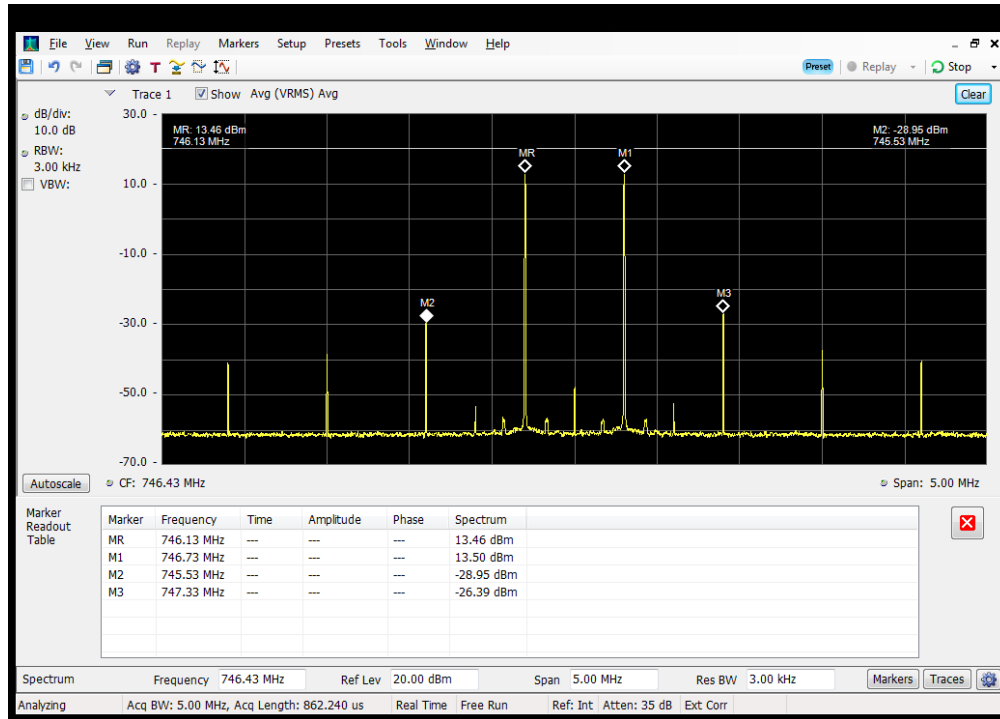 File View Run Replay Markers Setup Presets Tools Window Help
T Preset Replay Stop
Trace 1 Show Avg (VRMS) Avg Clear
dB/div: 30.0
10.0 dB
MR: 13.46 dBm M2: -28.95 dBm
746.13 MHz 745.53 MHz
RBW:
3.00 kHz
MR M1
VBW: 10.0
-10.0
M3
M2
-30.0
-50.0
-70.0
Autoscale CF: 746.43 MHz Span: 5.00 MHz
Marker
Readout
Table
Marker Frequency Time Amplitude Phase Spectrum
MR 746.13 MHz --- --- --- 13.46 dBm
M1 746.73 MHz --- --- --- 13.50 dBm
M2 745.53 MHz --- --- --- -28.95 dBm
M3 747.33 MHz --- --- --- -26.39 dBm
Spectrum Frequency 746.43 MHz Ref Lev 20.00 dBm Span 5.00 MHz Res BW 3.00 kHz Markers Traces
Analyzing Acq BW: 5.00 MHz, Acq Length: 862.240 us Real Time Free Run Ref: Int Atten: 35 dB Ext Corr